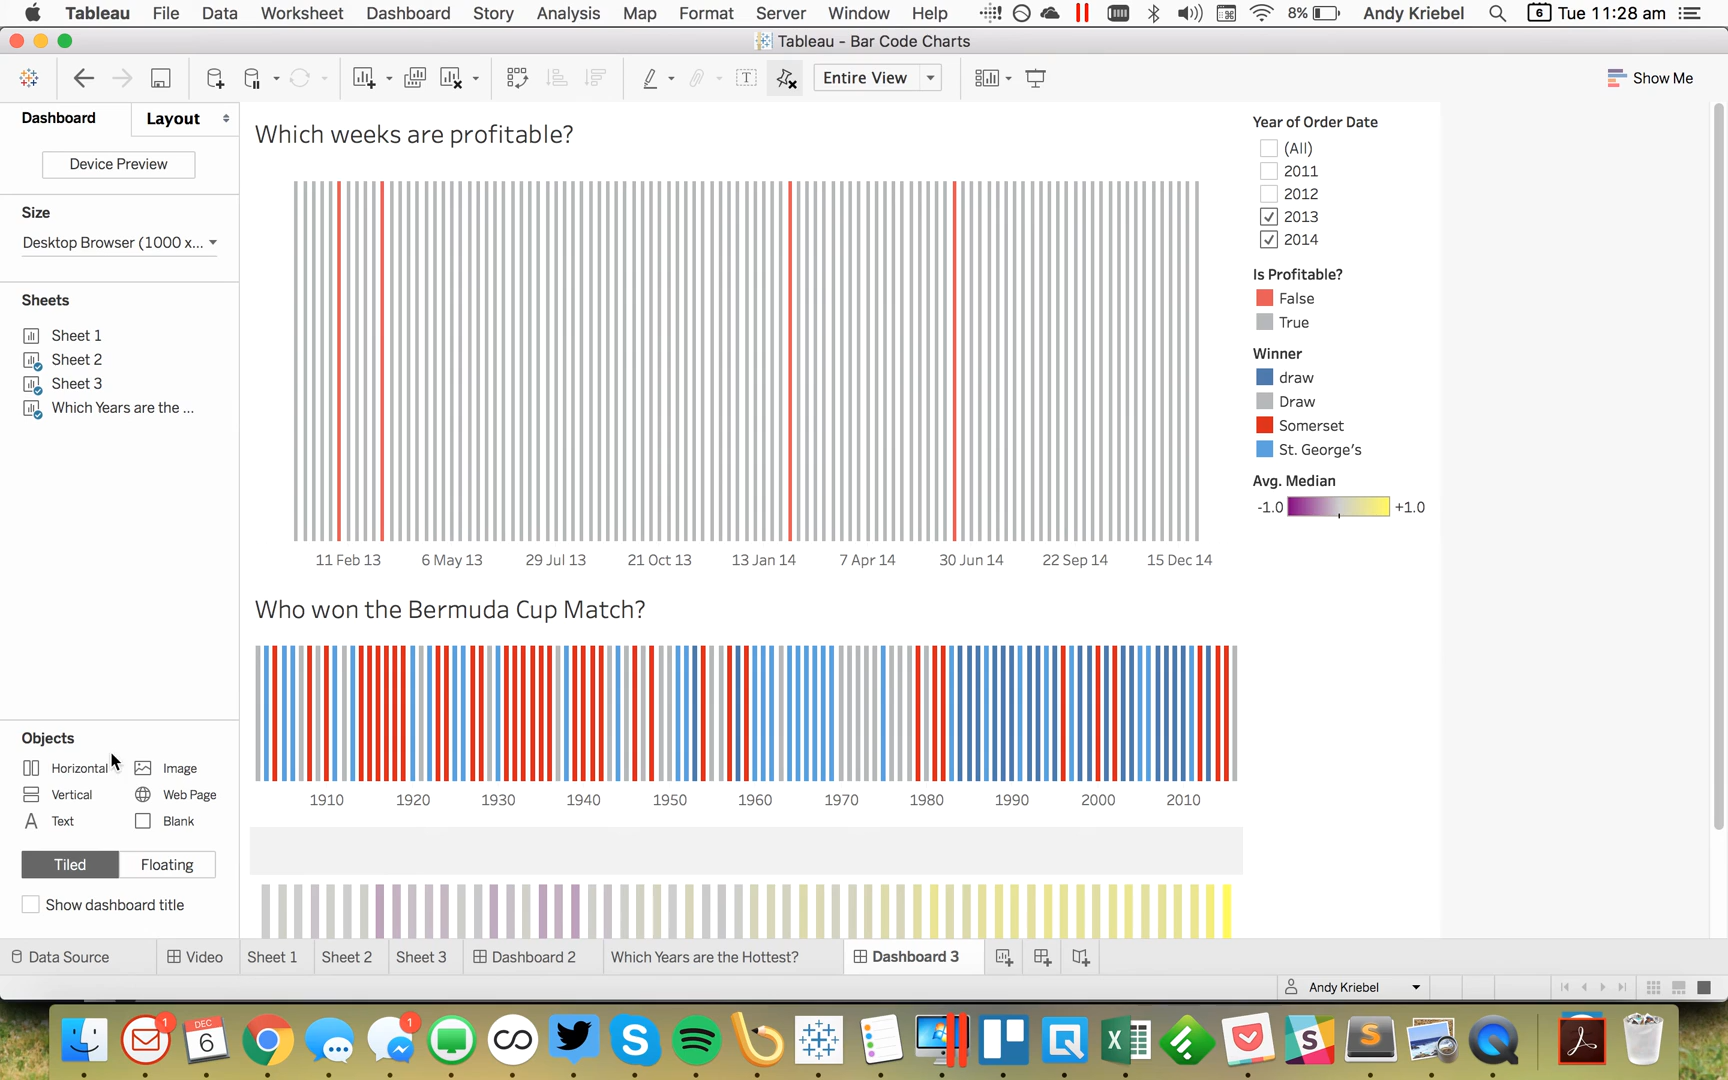 Tableau File Data Worksheet Dashboard Story Analysis Map Format Server Window Help 8% Andy Kriebel 6 Tue 11:28 am
Tableau - Bar Code Charts
T Entire View Show Me
Dashboard Layout
Device Preview
Size
Desktop Browser (1000 x...
Sheets
Sheet 1
Sheet 2
Sheet 3
Which Years are the ...
Objects
Horizontal Image
Vertical Web Page
A Text Blank
Tiled Floating
Show dashboard title
Which weeks are profitable?
11 Feb 13 6 May 13 29 Jul 13 21 Oct 13 13 Jan 14 7 Apr 14 30 Jun 14 22 Sep 14 15 Dec 14
Who won the Bermuda Cup Match?
1910 1920 1930 1940 1950 1960 1970 1980 1990 2000 2010
Year of Order Date
(All)
2011
2012
2013
2014
Is Profitable?
False
True
Winner
draw
Draw
Somerset
St. George's
Avg. Median
-1.0 +1.0
Data Source Video Sheet 1 Sheet 2 Sheet 3 Dashboard 2 Which Years are the Hottest? Dashboard 3
Andy Kriebel
1 DEC 6 1